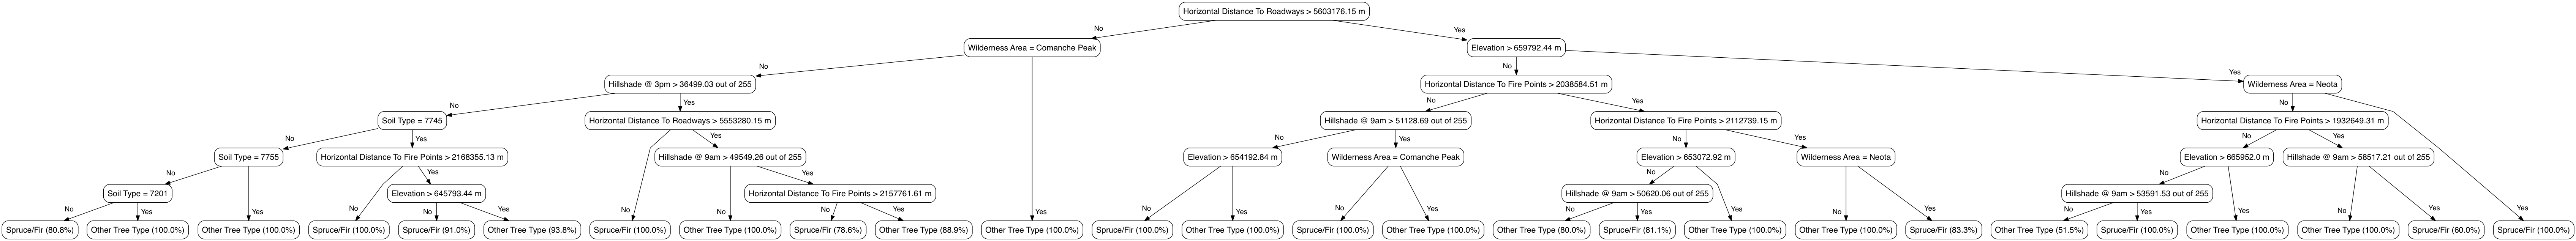 Horizontal Distance To Roadways > 5603176.15 m
No
Yes
Wilderness Area = Comanche Peak
Elevation > 659792.44 m
No
Yes
No
Yes
Hillshade @ 3pm > 36499.03 out of 255
Horizontal Distance To Fire Points > 2038584.51 m
Wilderness Area = Neota
No
Yes
No
Yes
No
Yes
Soil Type = 7745
Horizontal Distance To Roadways > 5553280.15 m
Hillshade @ 9am > 51128.69 out of 255
Horizontal Distance To Fire Points > 2112739.15 m
Horizontal Distance To Fire Points > 1932649.31 m
No
Yes
No
Yes
No
Yes
No
Yes
No
Yes
Soil Type = 7755
Horizontal Distance To Fire Points > 2168355.13 m
Hillshade @ 9am > 49549.26 out of 255
Elevation > 654192.84 m
Wilderness Area = Comanche Peak
Elevation > 653072.92 m
Wilderness Area = Neota
Elevation > 665952.0 m
Hillshade @ 9am > 58517.21 out of 255
No
Yes
No
Yes
No
Yes
No
Yes
No
Yes
No
Yes
No
Yes
No
Yes
No
Yes
Soil Type = 7201
Elevation > 645793.44 m
Horizontal Distance To Fire Points > 2157761.61 m
Hillshade @ 9am > 50620.06 out of 255
Hillshade @ 9am > 53591.53 out of 255
No
Yes
No
Yes
No
Yes
No
Yes
No
Yes
Spruce/Fir (80.8%)
Other Tree Type (100.0%)
Other Tree Type (100.0%)
Spruce/Fir (100.0%)
Spruce/Fir (91.0%)
Other Tree Type (93.8%)
Spruce/Fir (100.0%)
Other Tree Type (100.0%)
Spruce/Fir (78.6%)
Other Tree Type (88.9%)
Other Tree Type (100.0%)
Spruce/Fir (100.0%)
Other Tree Type (100.0%)
Spruce/Fir (100.0%)
Other Tree Type (100.0%)
Other Tree Type (80.0%)
Spruce/Fir (81.1%)
Other Tree Type (100.0%)
Other Tree Type (100.0%)
Spruce/Fir (83.3%)
Other Tree Type (51.5%)
Spruce/Fir (100.0%)
Other Tree Type (100.0%)
Other Tree Type (100.0%)
Spruce/Fir (60.0%)
Spruce/Fir (100.0%)